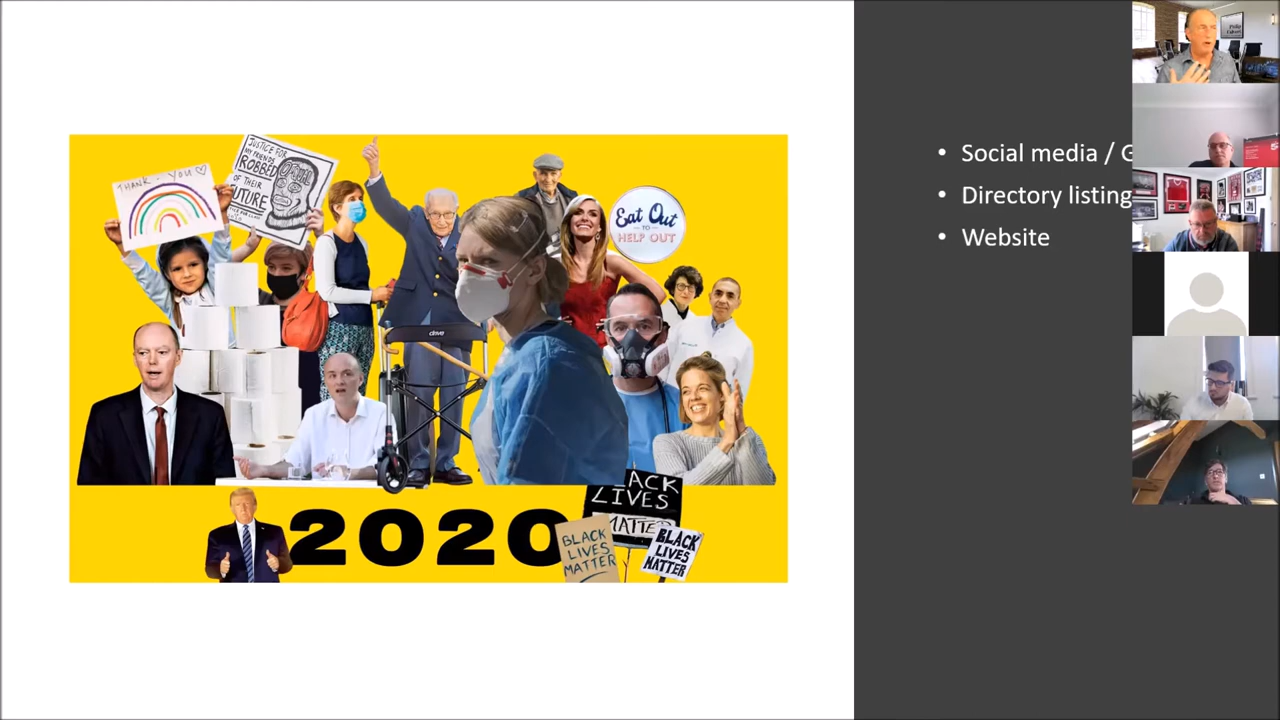 THANK YOU
JUSTICE FOR
MY FRIENDS
ROBBED
OF THEIR
FUTURE
Eat Out
TO
HELP OUT
drive
2020
ACK
LIVES
MATTER
BLACK
LIVES
MATTER
BLACK
LIVES
MATTER
• Social media / G
• Directory listing
• Website